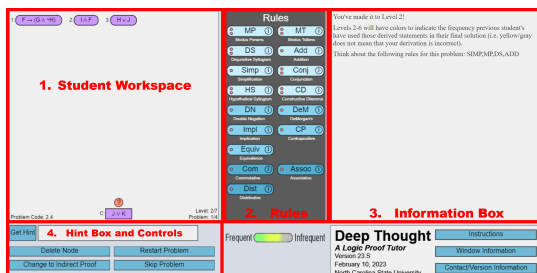 1 F → (G ∧ ¬H)
2. I ∧ F
3. H ∨ J
1. Student Workspace
?
C J ∨ K
Problem Code: 2.4
Level: 2/7
Problem: 1/4
Rules
MP
Modus Ponens
MT
Modus Tollens
DS
Disjunctive Syllogism
Add
Addition
Simp
Simplification
Conj
Conjunction
HS
Hypothetical Syllogism
CD
Constructive Dilemma
DN
Double Negation
DeM
DeMorgan's
Impl
Implication
CP
Contrapositive
Equiv
Equivalence
Com
Commutative
Assoc
Associative
Dist
Distributive
2. Rules
You've made it to Level 2!
Levels 2-6 will have colors to indicate the frequency previous student's
have used those derived statements in their final solution (i.e. yellow/gray
does not mean that your derivation is incorrect).
Think about the following rules for this problem: SIMP,MP,DS,ADD
3. Information Box
Get Hint
4. Hint Box and Controls
Delete Node
Restart Problem
Change to Indirect Proof
Skip Problem
Frequent
Infrequent
Deep Thought
A Logic Proof Tutor
Version 23.S
February 10, 2023
North Carolina State University
Instructions
Window Information
Contact/Version Information